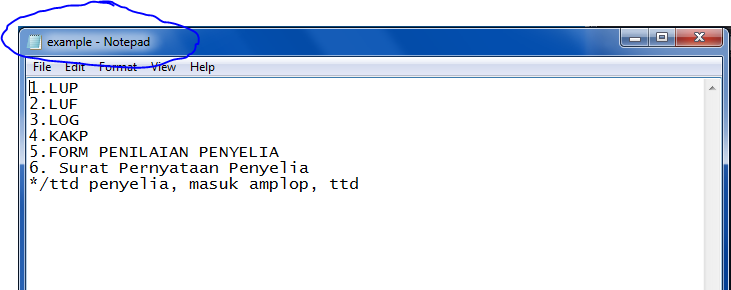 example - Notepad
File Edit Format View Help
1.LUP
2.LUF
3.LOG
4.KAKP
5.FORM PENILAIAN PENYELIA
6. Surat Pernyataan Penyelia
*/ttd penyelia, masuk amplop, ttd